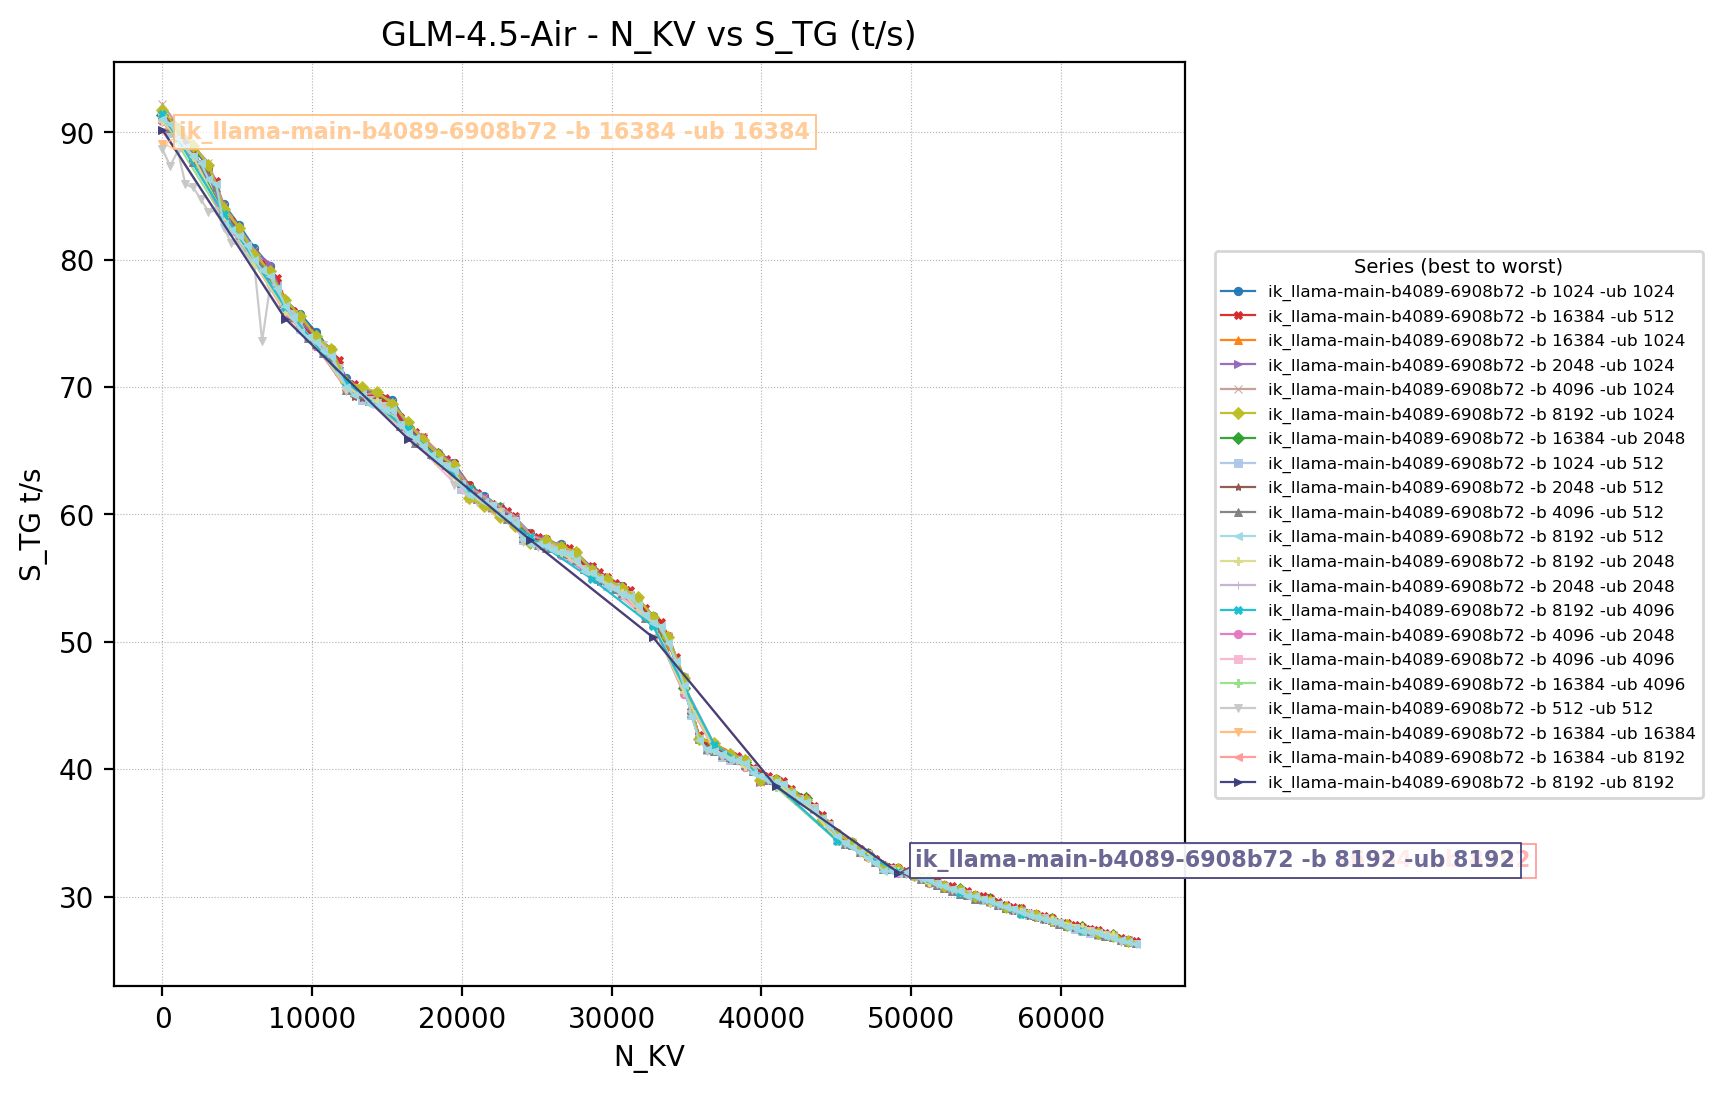 GLM-4.5-Air - N_KV vs S_TG (t/s)
S_TG t/s
90
80
70
60
50
40
30
ik_llama-main-b4089-6908b72 -b 16384 -ub 16384
ik_llama-main-b4089-6908b72 -b 8192 -ub 8192
0
10000
20000
30000
40000
50000
60000
N_KV
Series (best to worst)
ik_llama-main-b4089-6908b72 -b 1024 -ub 1024
ik_llama-main-b4089-6908b72 -b 16384 -ub 512
ik_llama-main-b4089-6908b72 -b 16384 -ub 1024
ik_llama-main-b4089-6908b72 -b 2048 -ub 1024
ik_llama-main-b4089-6908b72 -b 4096 -ub 1024
ik_llama-main-b4089-6908b72 -b 8192 -ub 1024
ik_llama-main-b4089-6908b72 -b 16384 -ub 2048
ik_llama-main-b4089-6908b72 -b 1024 -ub 512
ik_llama-main-b4089-6908b72 -b 2048 -ub 512
ik_llama-main-b4089-6908b72 -b 4096 -ub 512
ik_llama-main-b4089-6908b72 -b 8192 -ub 512
ik_llama-main-b4089-6908b72 -b 8192 -ub 2048
ik_llama-main-b4089-6908b72 -b 2048 -ub 2048
ik_llama-main-b4089-6908b72 -b 8192 -ub 4096
ik_llama-main-b4089-6908b72 -b 4096 -ub 2048
ik_llama-main-b4089-6908b72 -b 4096 -ub 4096
ik_llama-main-b4089-6908b72 -b 16384 -ub 4096
ik_llama-main-b4089-6908b72 -b 512 -ub 512
ik_llama-main-b4089-6908b72 -b 16384 -ub 16384
ik_llama-main-b4089-6908b72 -b 16384 -ub 8192
ik_llama-main-b4089-6908b72 -b 8192 -ub 8192